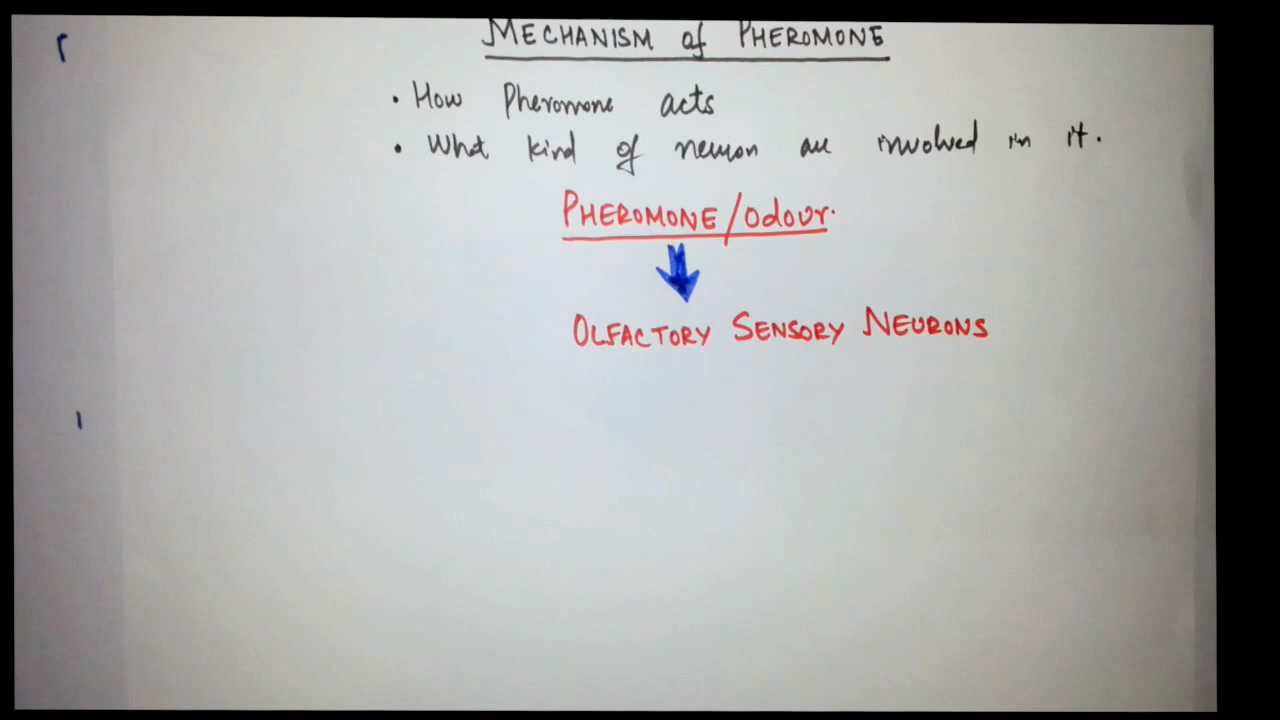 MECHANISM of PHEROMONE
• How Pheromone acts
• What kind of neuron are involved in it.
PHEROMONE/Odour.
OLFACTORY SENSORY NEURONS